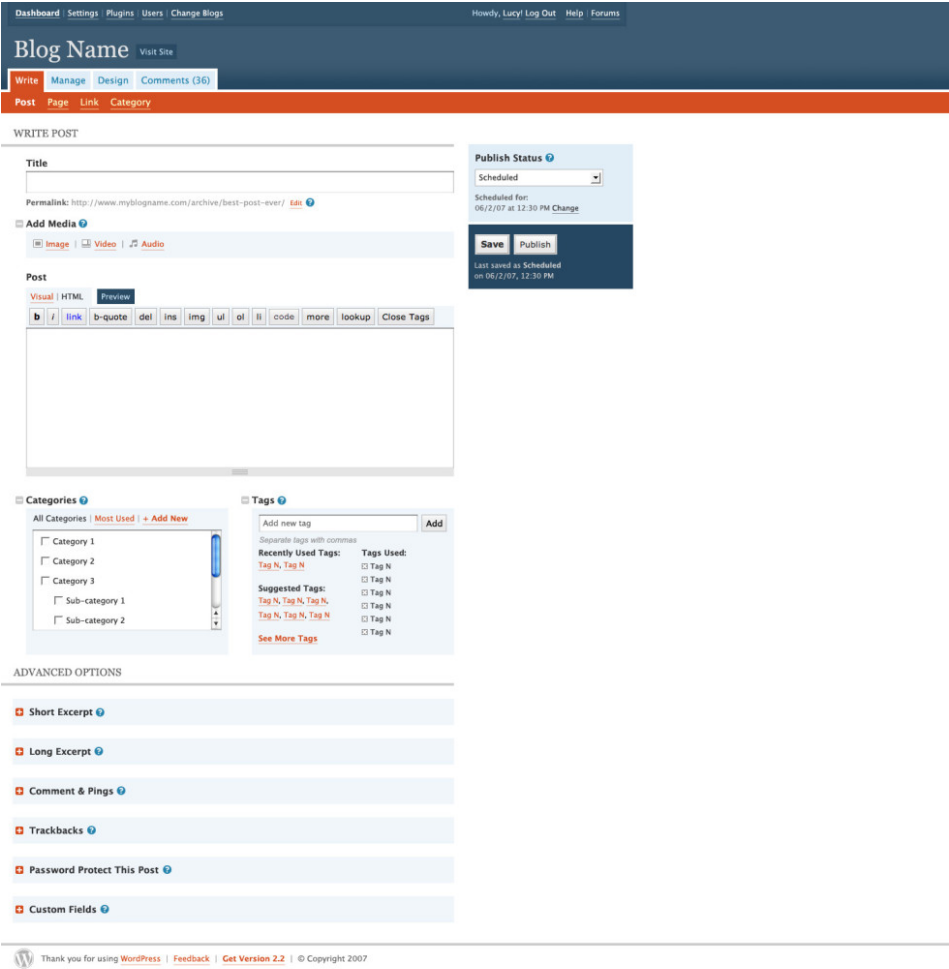 Dashboard | Settings | Plugins | Users | Change Blogs
Howdy, Lucy! Log Out Help | Forums
Blog Name Visit Site
Write Manage Design Comments (36)
Post Page Link Category
WRITE POST
Title
Permalink: http://www.myblogname.com/archive/best-post-ever/ Edit ?
Add Media ?
Image | Video | Audio
Post
Visual | HTML Preview
b i link b-quote del ins img ul ol li code more lookup Close Tags
Publish Status ?
Scheduled
Scheduled for:
06/2/07 at 12:30 PM Change
Save Publish
Last saved as Scheduled
on 06/2/07, 12:30 PM
Categories ?
All Categories | Most Used | + Add New
Category 1
Category 2
Category 3
Sub-category 1
Sub-category 2
Tags ?
Add new tag Add
Separate tags with commas
Recently Used Tags:
Tag N, Tag N
Suggested Tags:
Tag N, Tag N, Tag N,
Tag N, Tag N, Tag N
See More Tags
Tags Used:
Tag N
Tag N
Tag N
Tag N
Tag N
Tag N
ADVANCED OPTIONS
Short Excerpt ?
Long Excerpt ?
Comment & Pings ?
Trackbacks ?
Password Protect This Post ?
Custom Fields ?
Thank you for using WordPress | Feedback | Get Version 2.2 | © Copyright 2007